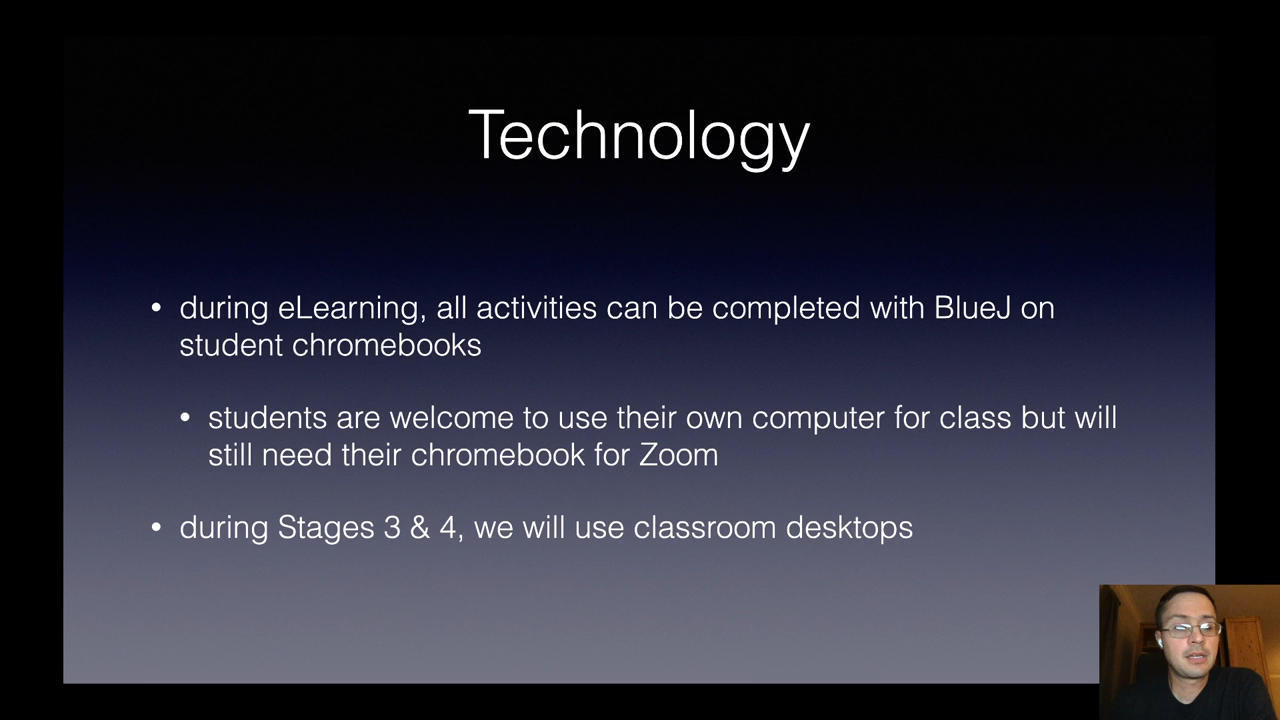 Technology
• during eLearning, all activities can be completed with BlueJ on
student chromebooks
• students are welcome to use their own computer for class but will
still need their chromebook for Zoom
• during Stages 3 & 4, we will use classroom desktops